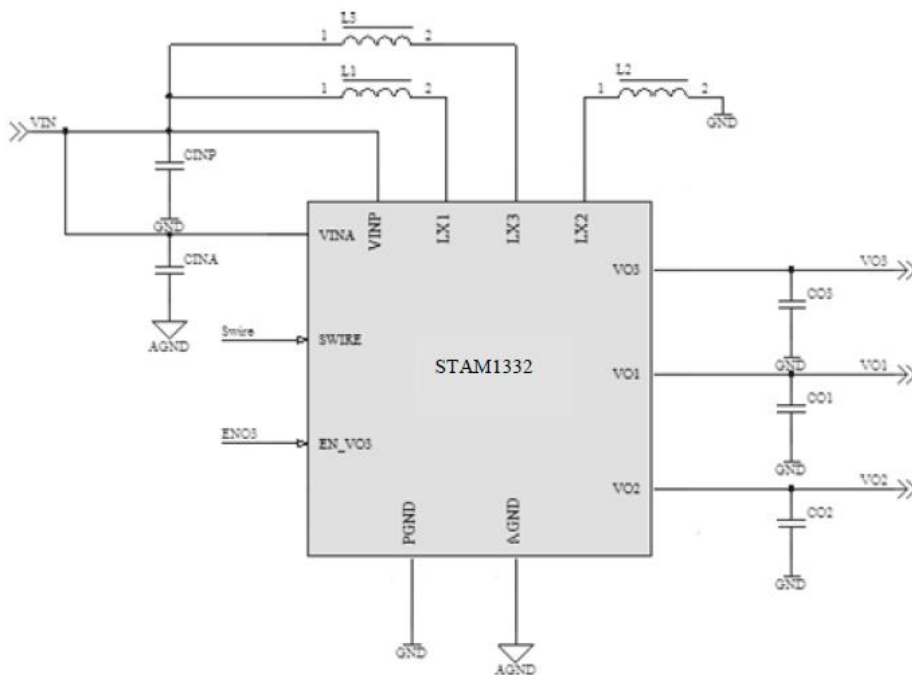 L3
1 2
L1
1 2
L2
1 2
GND
VIN
CINP
GND
VINA
VINP
LX1
LX3
LX2
CINA
AGND
VO3
VO3
CO3
GND
Swire
SWIRE
STAM1332
VO1
VO1
CO1
GND
ENO3
EN_VO3
VO2
VO2
CO2
GND
PGND
AGND
GND
AGND